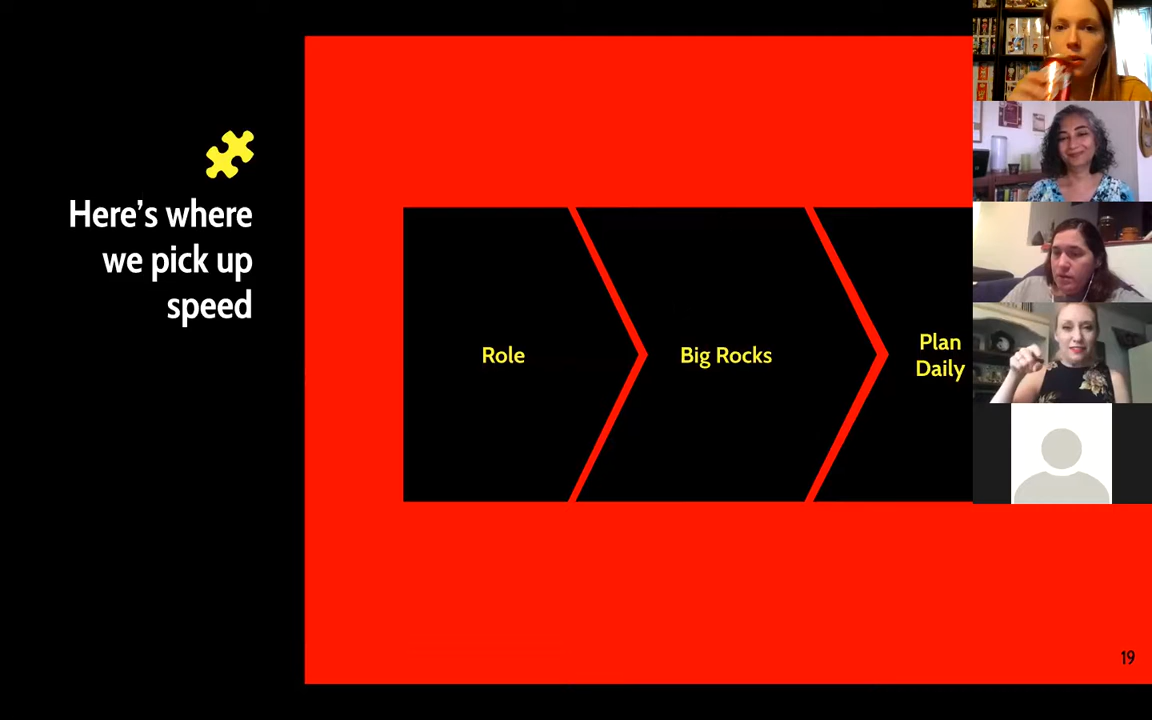 Here's where
we pick up
speed
Role
Big Rocks
Plan
Daily
19